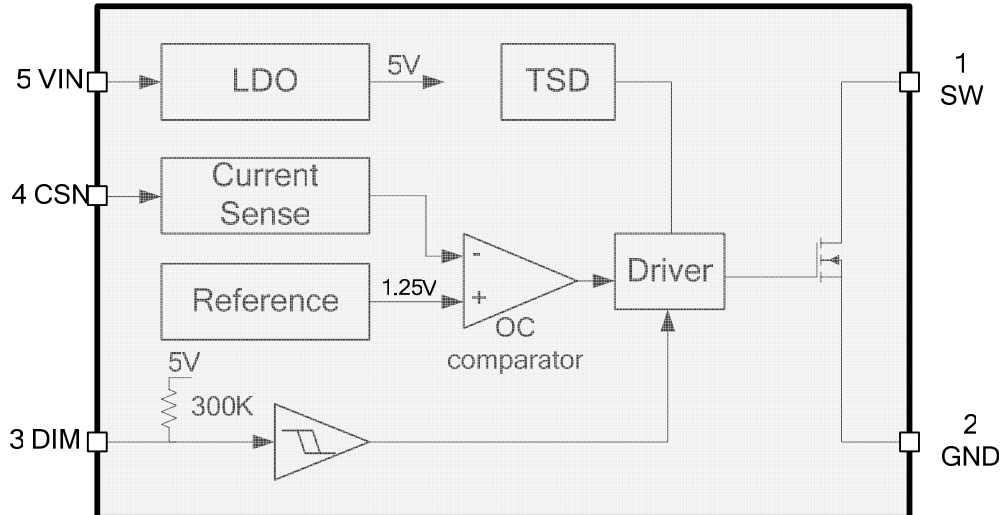 5 VIN
LDO
5V
TSD
1
SW
4 CSN
Current
Sense
-
Driver
Reference
1.25V
+
OC
comparator
5V
300K
3 DIM
2
GND